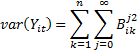 var(Y_{it}) = \sum_{k=1}^{n} \sum_{j=0}^{\infty} B_{ik}^{j2}